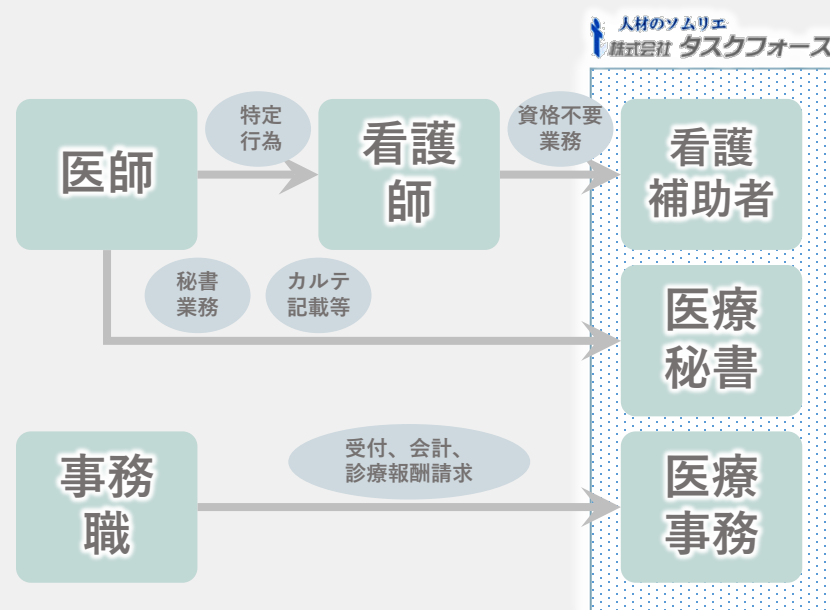 人材のソムリエ
株式会社 タスクフォース
医師
特定
行為
看護
師
資格不要
業務
看護
補助者
秘書
業務
カルテ
記載等
医療
秘書
事務
職
受付、会計、
診療報酬請求
医療
事務